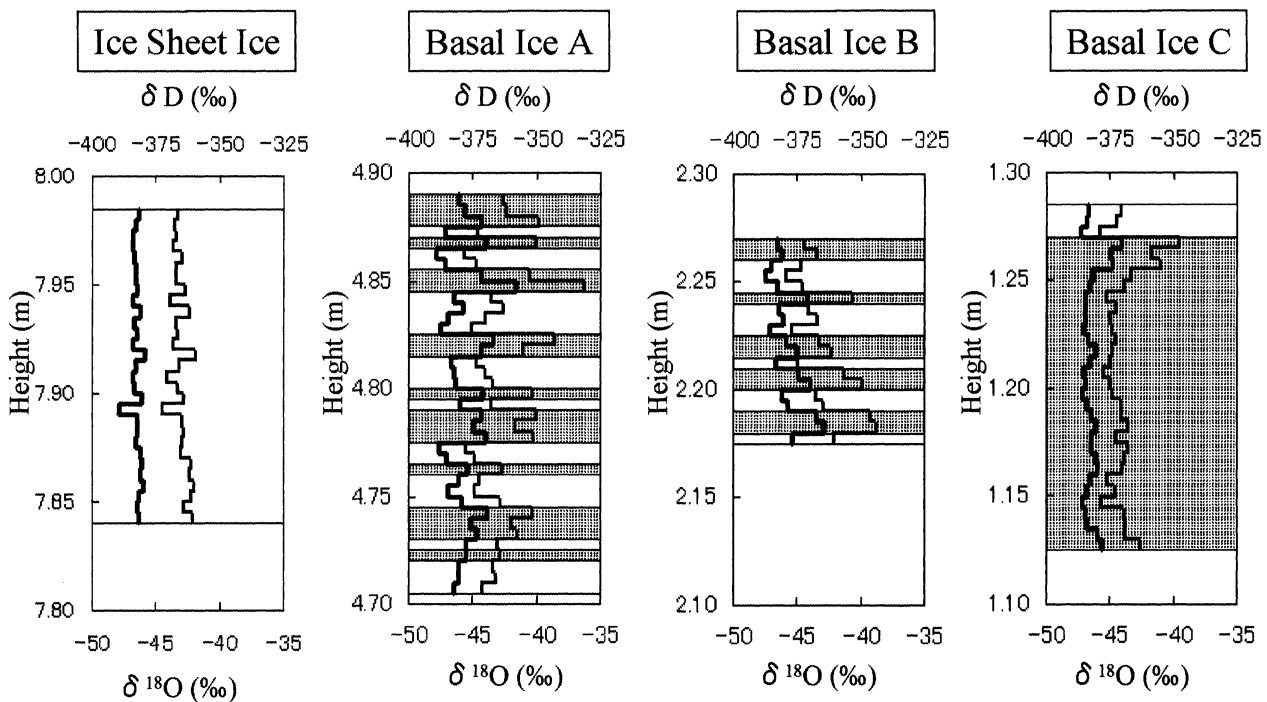 Ice Sheet Ice
Basal Ice A
Basal Ice B
Basal Ice C
δ D (‰)
δ D (‰)
δ D (‰)
δ D (‰)
−400 −375 −350 −325
−400 −375 −350 −325
−400 −375 −350 −325
−400 −375 −350 −325
Height (m)
8.00
7.95
7.90
7.85
7.80
Height (m)
4.90
4.85
4.80
4.75
4.70
Height (m)
2.30
2.25
2.20
2.15
2.10
Height (m)
1.30
1.25
1.20
1.15
1.10
−50 −45 −40 −35
−50 −45 −40 −35
−50 −45 −40 −35
−50 −45 −40 −35
δ ¹⁸O (‰)
δ ¹⁸O (‰)
δ ¹⁸O (‰)
δ ¹⁸O (‰)